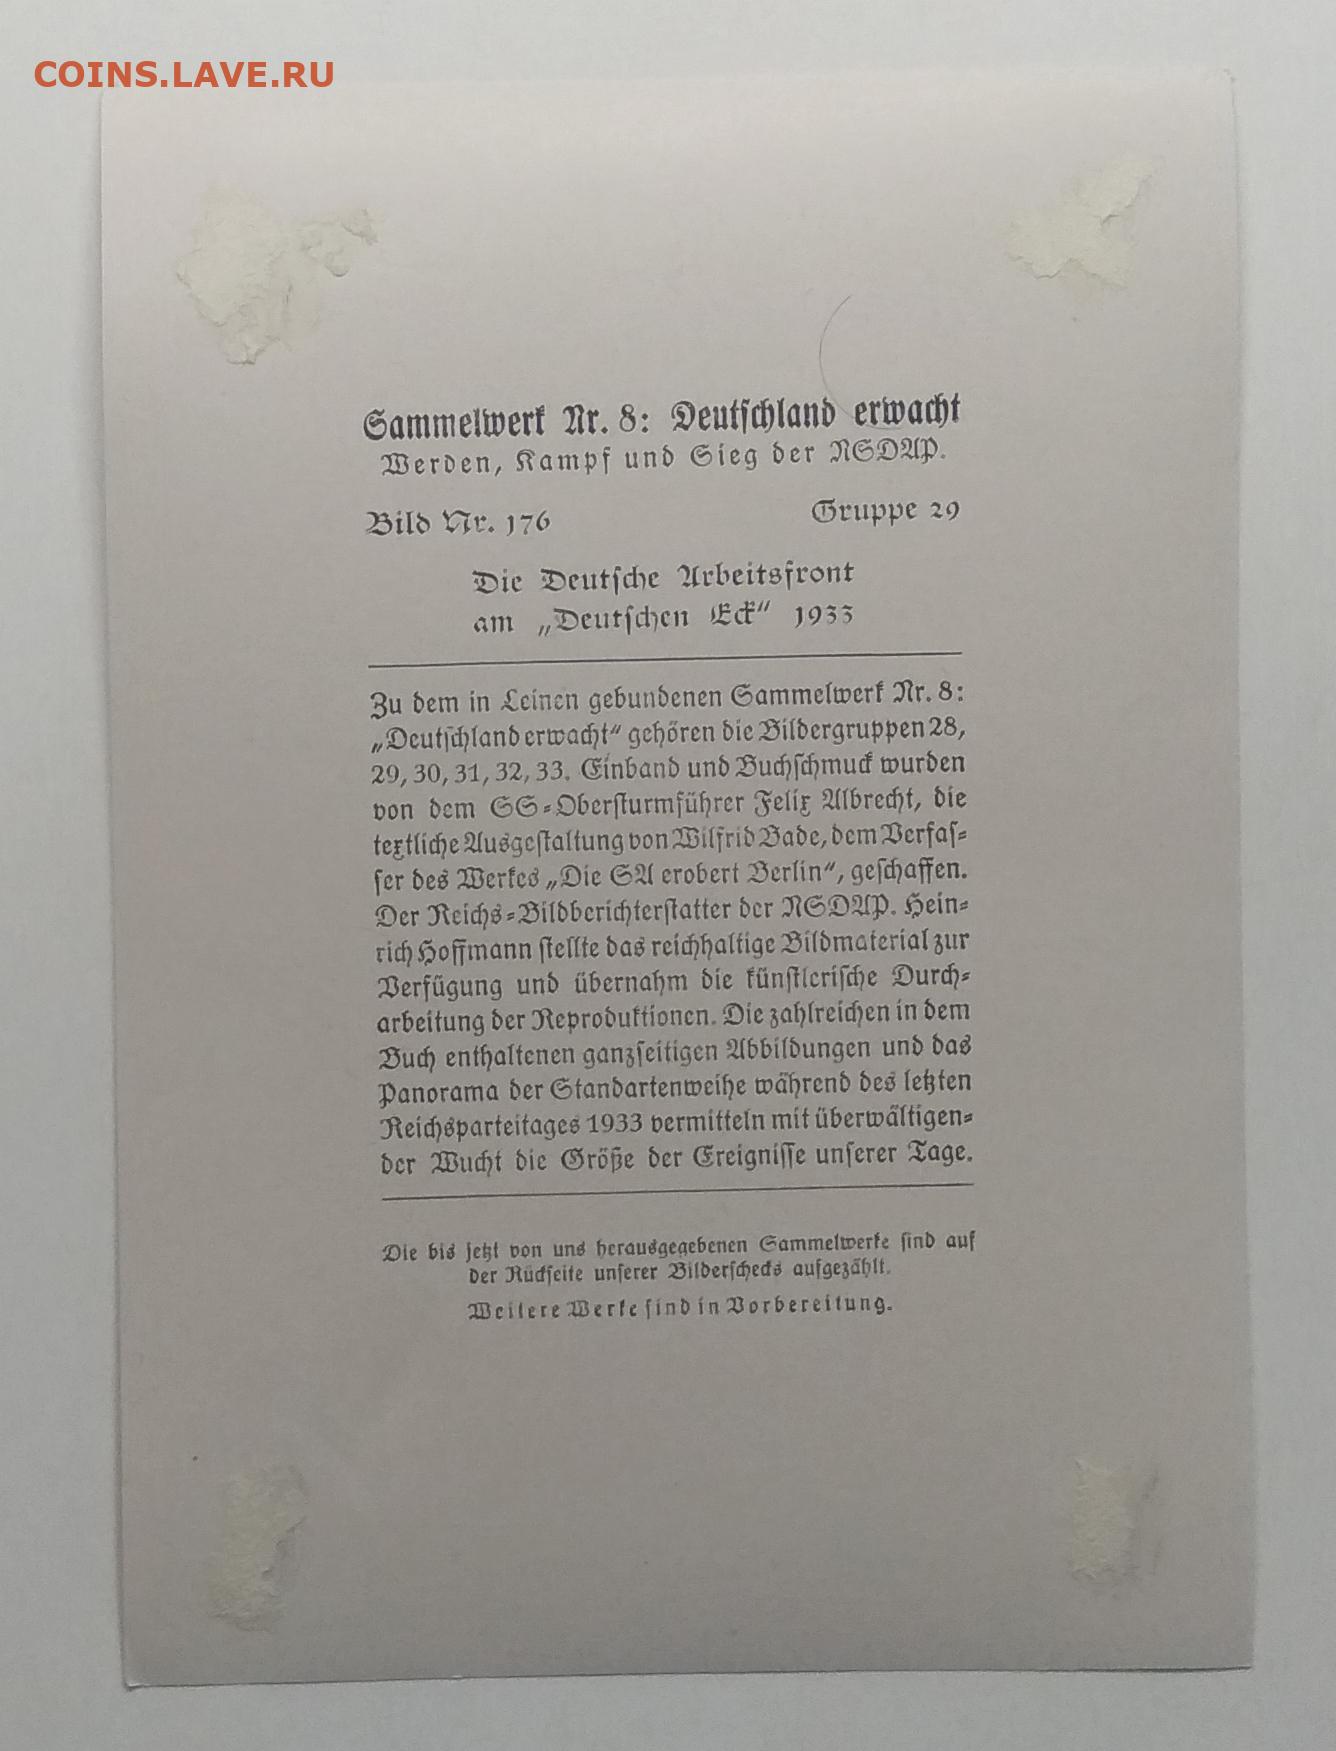 COINS.LAVE.RU
Sammelwerk Nr. 8: Deutschland erwacht
Werden, Kampf und Sieg der NSDAP.
Bild Nr. 176 Gruppe 29
Die Deutsche Arbeitsfront
am „Deutschen Eck“ 1933
Zu dem in Leinen gebundenen Sammelwerk Nr. 8:
„Deutschland erwacht“ gehören die Bildergruppen 28,
29, 30, 31, 32, 33. Einband und Buchschmuck wurden
von dem SS-Obersturmführer Felix Albrecht, die
textliche Ausgestaltung von Wilfrid Bade, dem Verfas-
ser des Werkes „Die SA erobert Berlin“, geschaffen.
Der Reichs-Bildberichterstatter der NSDAP. Hein-
rich Hoffmann stellte das reichhaltige Bildmaterial zur
Verfügung und übernahm die künstlerische Durch-
arbeitung der Reproduktionen. Die zahlreichen in dem
Buch enthaltenen ganzseitigen Abbildungen und das
Panorama der Standartenweihe während des letzten
Reichsparteitages 1933 vermitteln mit überwältigen-
der Wucht die Größe der Ereignisse unserer Tage.
Die bis jetzt von uns herausgegebenen Sammelwerke sind auf
der Rückseite unserer Bilderschecks aufgezählt.
Weitere Werke sind in Vorbereitung.